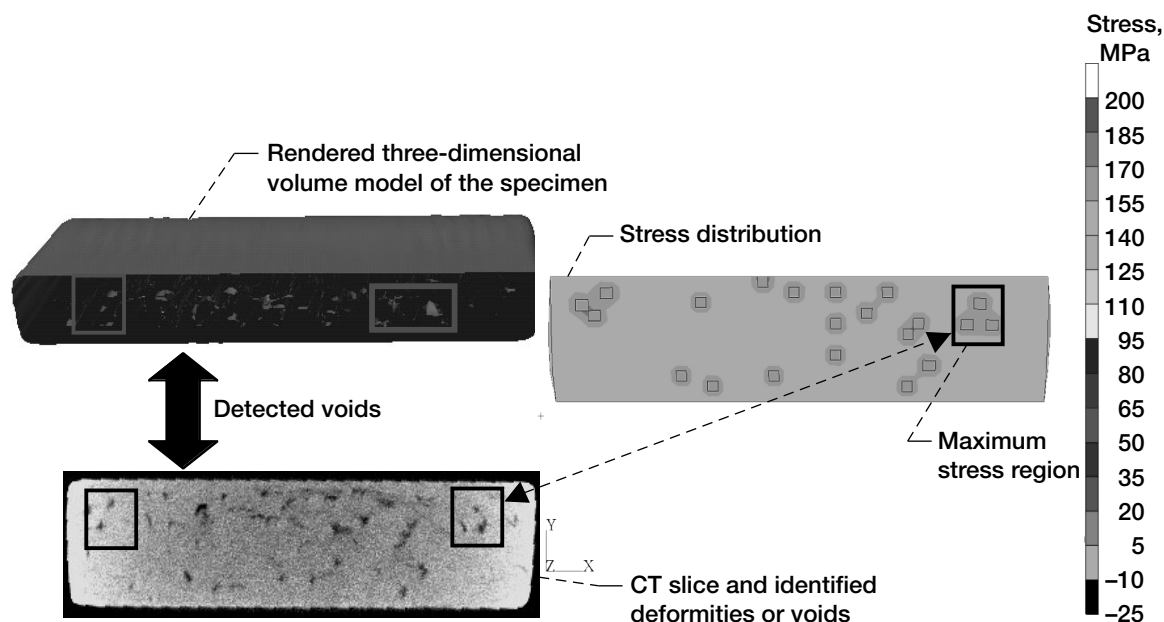 Stress,
MPa
200
185
170
155
140
125
110
95
80
65
50
35
20
5
–10
–25
Rendered three-dimensional
volume model of the specimen
Stress distribution
Detected voids
Maximum
stress region
Y
Z X
CT slice and identified
deformities or voids